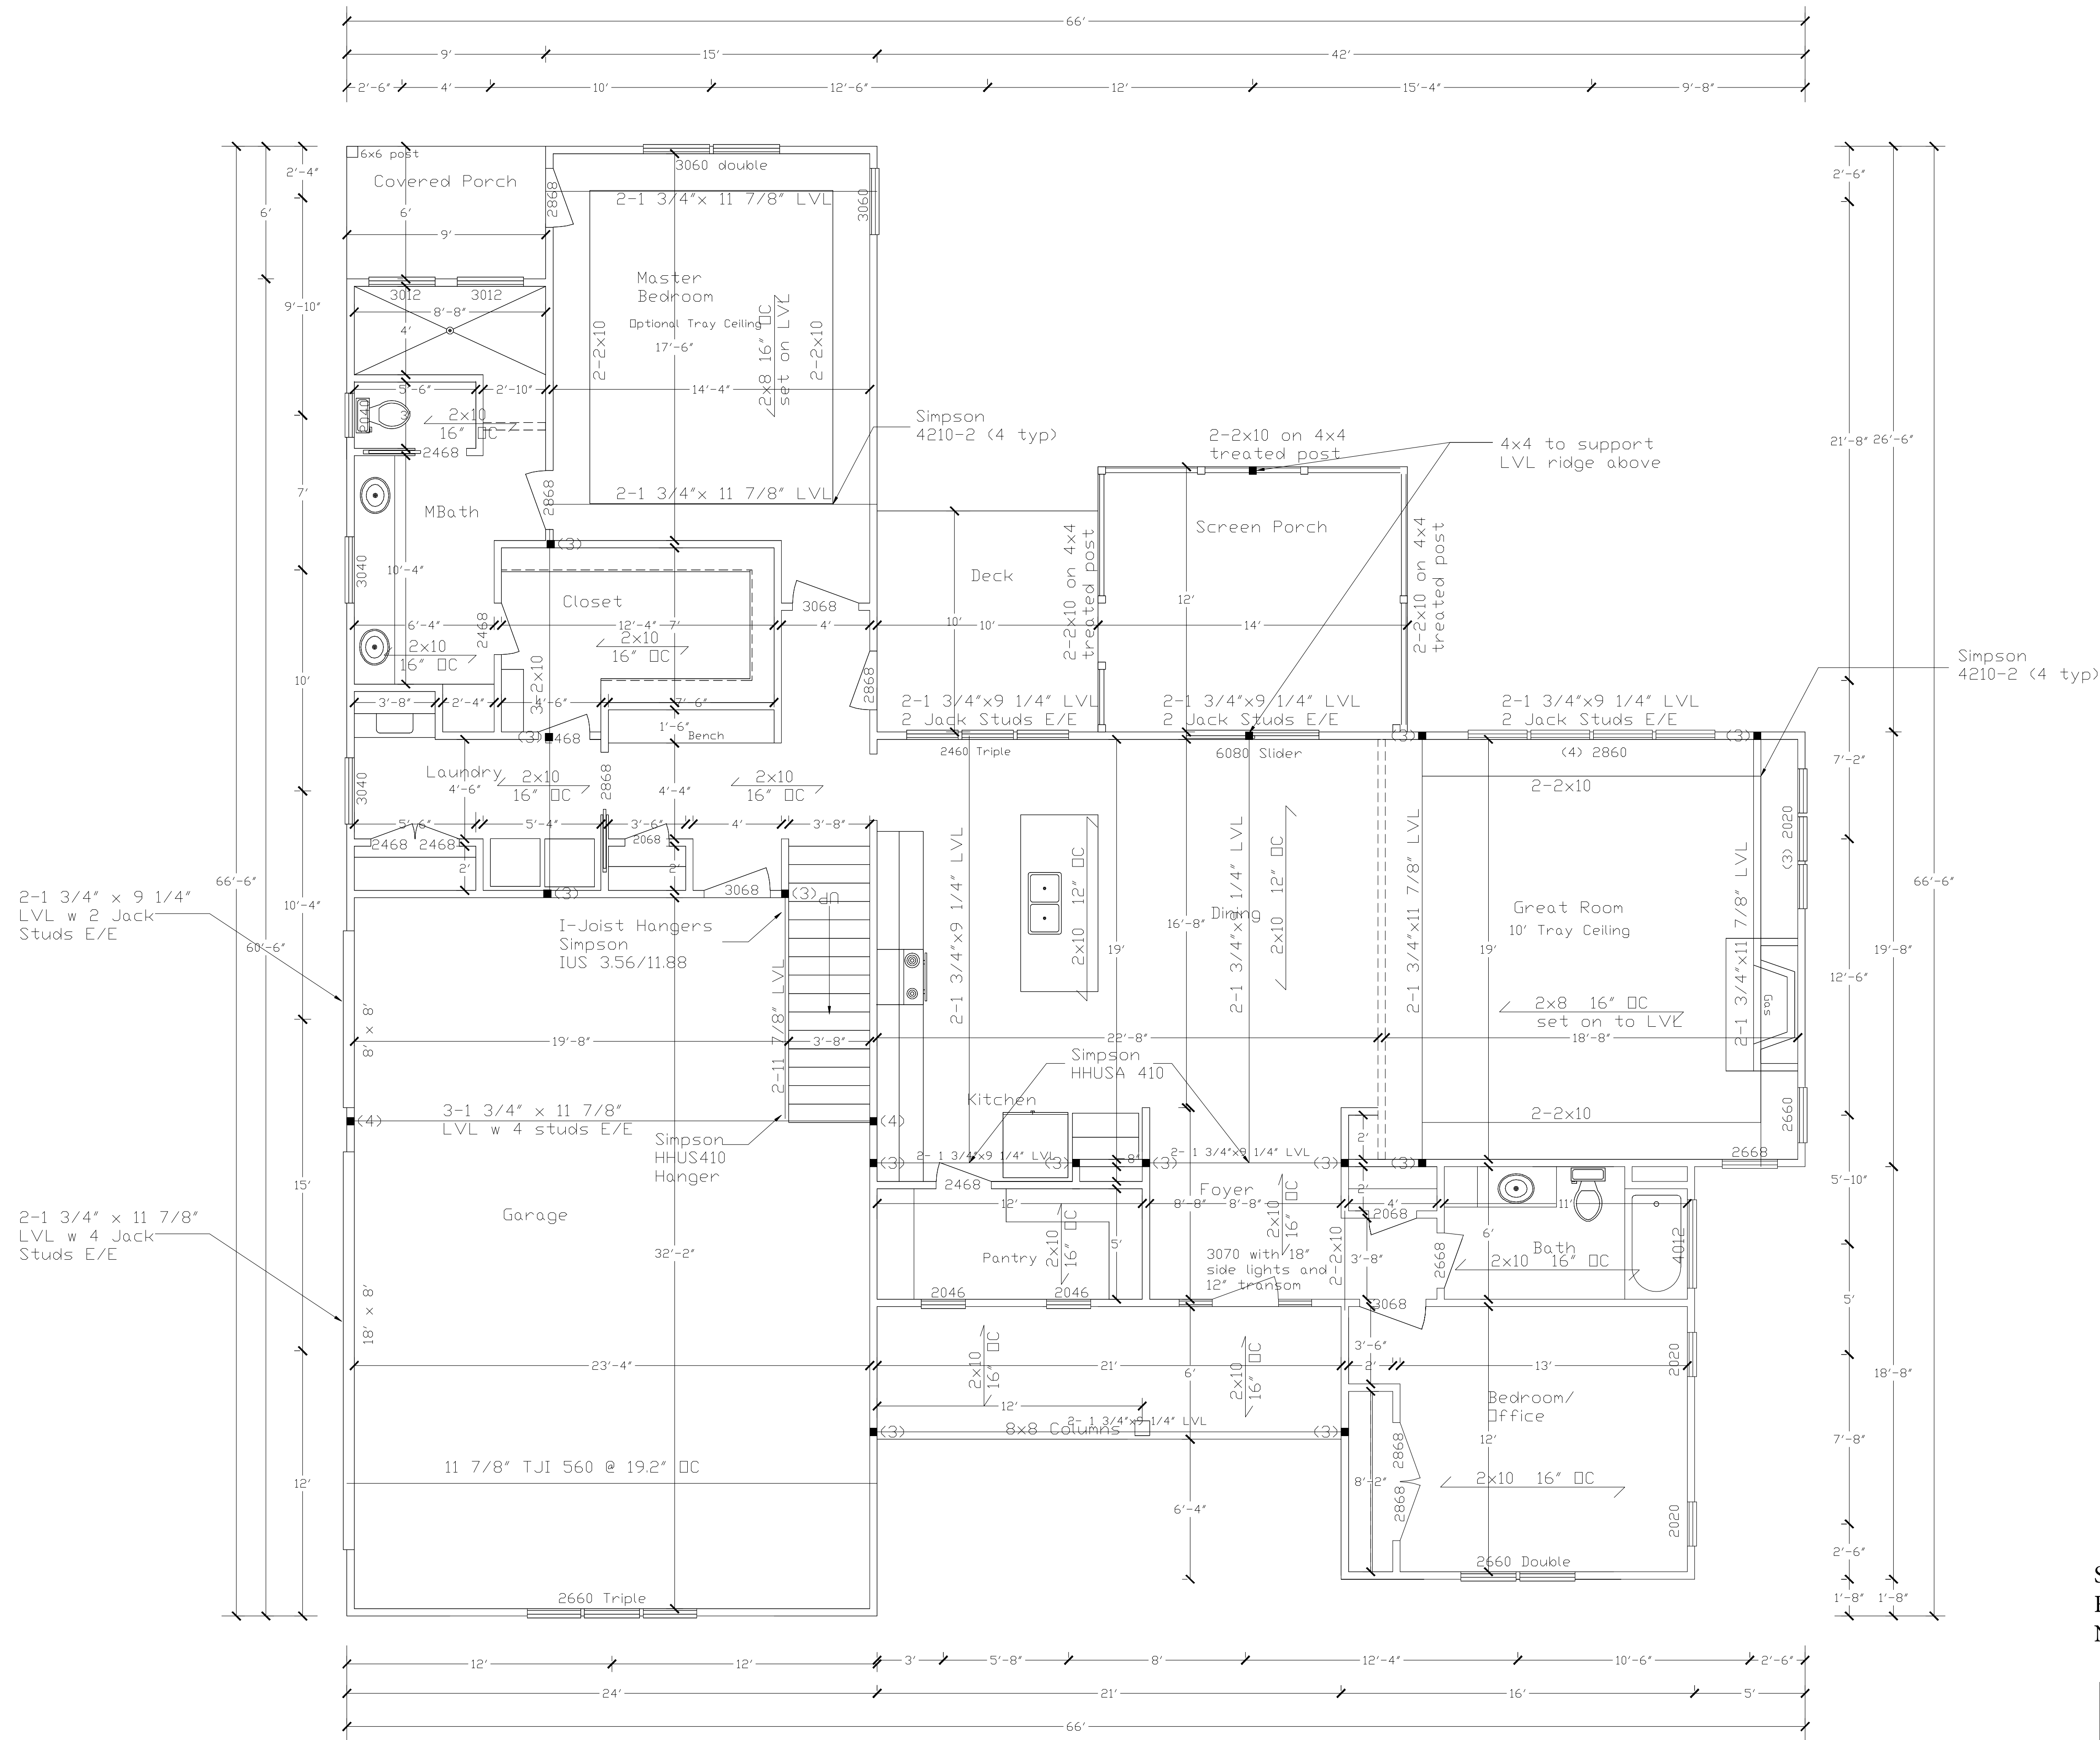 66'
9'
15'
42'
2'-6"
4'
10'
12'-6"
12'
15'-4"
9'-8"
6x6 post
Covered Porch
6'
9'
2868
3060 double
2-1 3/4"x 11 7/8" LVL
3060
2'-4"
6'
9'-10"
7'
10'
10'-4"
15'
12'
66'-6"
60'-6"
3012
3012
8'-8"
4'
Master
Bedroom
Optional Tray Ceiling
17'-6"
2-2x10
2x8 16" OC
set on LVL
2-2x10
5'-6"
2'-10"
14'-4"
2040
3'
2x10
16" OC
2468
2868
2-1 3/4"x 11 7/8" LVL
Simpson
4210-2 (4 typ)
2-2x10 on 4x4
treated post
4x4 to support
LVL ridge above
MBath
(3)
3040
10'-4"
Closet
3068
6'-4"
2468
12'-4"
7'
4'
2x10
16" OC
2x10
16" OC
3-2x10
2868
3'-8"
2'-4"
4'-6"
7'-6"
1'-6"
Bench
(3)
2468
Deck
10'
10'
2-2x10 on 4x4
treated post
Screen Porch
12'
14'
2-2x10 on 4x4
treated post
Simpson
4210-2 (4 typ)
2-1 3/4"x9 1/4" LVL
2 Jack Studs E/E
2-1 3/4"x9 1/4" LVL
2 Jack Studs E/E
2-1 3/4"x9 1/4" LVL
2 Jack Studs E/E
2460 Triple
6080 Slider
(3)
(4) 2860
(3)
2-2x10
Laundry
3040
4'-6"
2x10
16" OC
2868
4'-4"
2x10
16" OC
5'-6"
5'-4"
3'-6"
4'
3'-8"
2468
2468
2068
2'
2'
3068
(3)
(3)
UP
2-1 3/4" x 9 1/4"
LVL w 2 Jack
Studs E/E
I-Joist Hangers
Simpson
IUS 3.56/11.88
2-11 7/8" LVL
8' x 8'
19'-8"
3'-8"
2-1 3/4"x9 1/4" LVL
2x10 12" OC
19'
16'-8"
Dining
2-1 3/4"x9 1/4" LVL
2x10 12" OC
2-1 3/4"x11 7/8" LVL
Great Room
10' Tray Ceiling
19'
2x8 16" OC
set on to LVL
2-1 3/4"x11 7/8" LVL
(3) 2020
Gas
22'-8"
18'-8"
Simpson
HHUSA 410
Kitchen
2-2x10
2660
2668
(4)
3-1 3/4" x 11 7/8"
LVL w 4 studs E/E
(4)
Simpson
HHUS410
Hanger
(3)
2- 1 3/4"x9 1/4" LVL
(3)
8"
(3)
2- 1 3/4"x9 1/4" LVL
(3)
(3)
2'
2'
2468
12'
Foyer
8'-8"
8'-8"
4'
11'
2068
2-1 3/4" x 11 7/8"
LVL w 4 Jack
Studs E/E
Garage
32'-2"
18' x 8'
Pantry
2x10
16" OC
5'
2x10
16" OC
3070 with 18"
side lights and
12" transom
2-2x10
3'-8"
2668
6'
Bath
2x10 16" OC
4012
2046
2046
3068
23'-4"
21'
2x10
16" OC
2x10
16" OC
6'
3'-6"
2'
13'
2020
12'
(3)
8x8 Columns
2- 1 3/4"x9 1/4" LVL
(3)
Bedroom/
Office
2868
2868
8'-2"
12'
2x10 16" OC
2020
6'-4"
2660 Double
11 7/8" TJI 560 @ 19.2" OC
2660 Triple
2'-6"
21'-8"
26'-6"
7'-2"
12'-6"
19'-8"
66'-6"
5'-10"
5'
18'-8"
7'-8"
2'-6"
1'-8"
1'-8"
12'
12'
3'
5'-8"
8'
12'-4"
10'-6"
2'-6"
24'
21'
16'
5'
66'